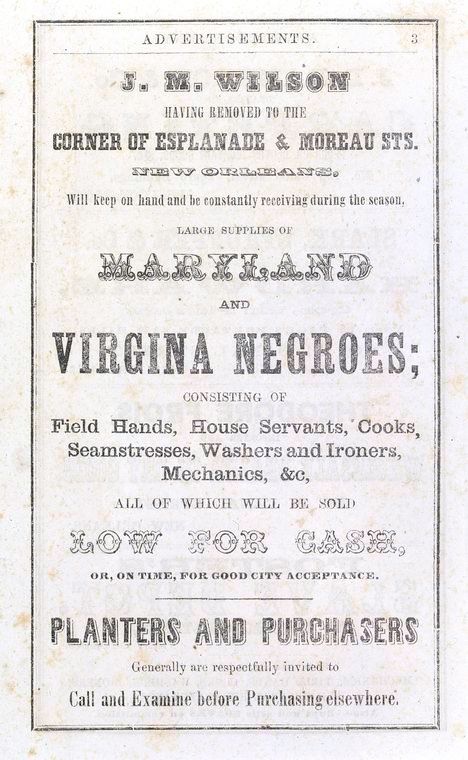 ADVERTISEMENTS. 3
J. M. WILSON
HAVING REMOVED TO THE
CORNER OF ESPLANADE & MOREAU STS.
NEW ORLEANS,
Will keep on hand and be constantly receiving during the season,
LARGE SUPPLIES OF
MARYLAND
AND
VIRGINA NEGROES;
CONSISTING OF
Field Hands, House Servants, Cooks,
Seamstresses, Washers and Ironers,
Mechanics, &c,
ALL OF WHICH WILL BE SOLD
LOW FOR CASH,
OR, ON TIME, FOR GOOD CITY ACCEPTANCE.
PLANTERS AND PURCHASERS
Generally are respectfully invited to
Call and Examine before Purchasing elsewhere.